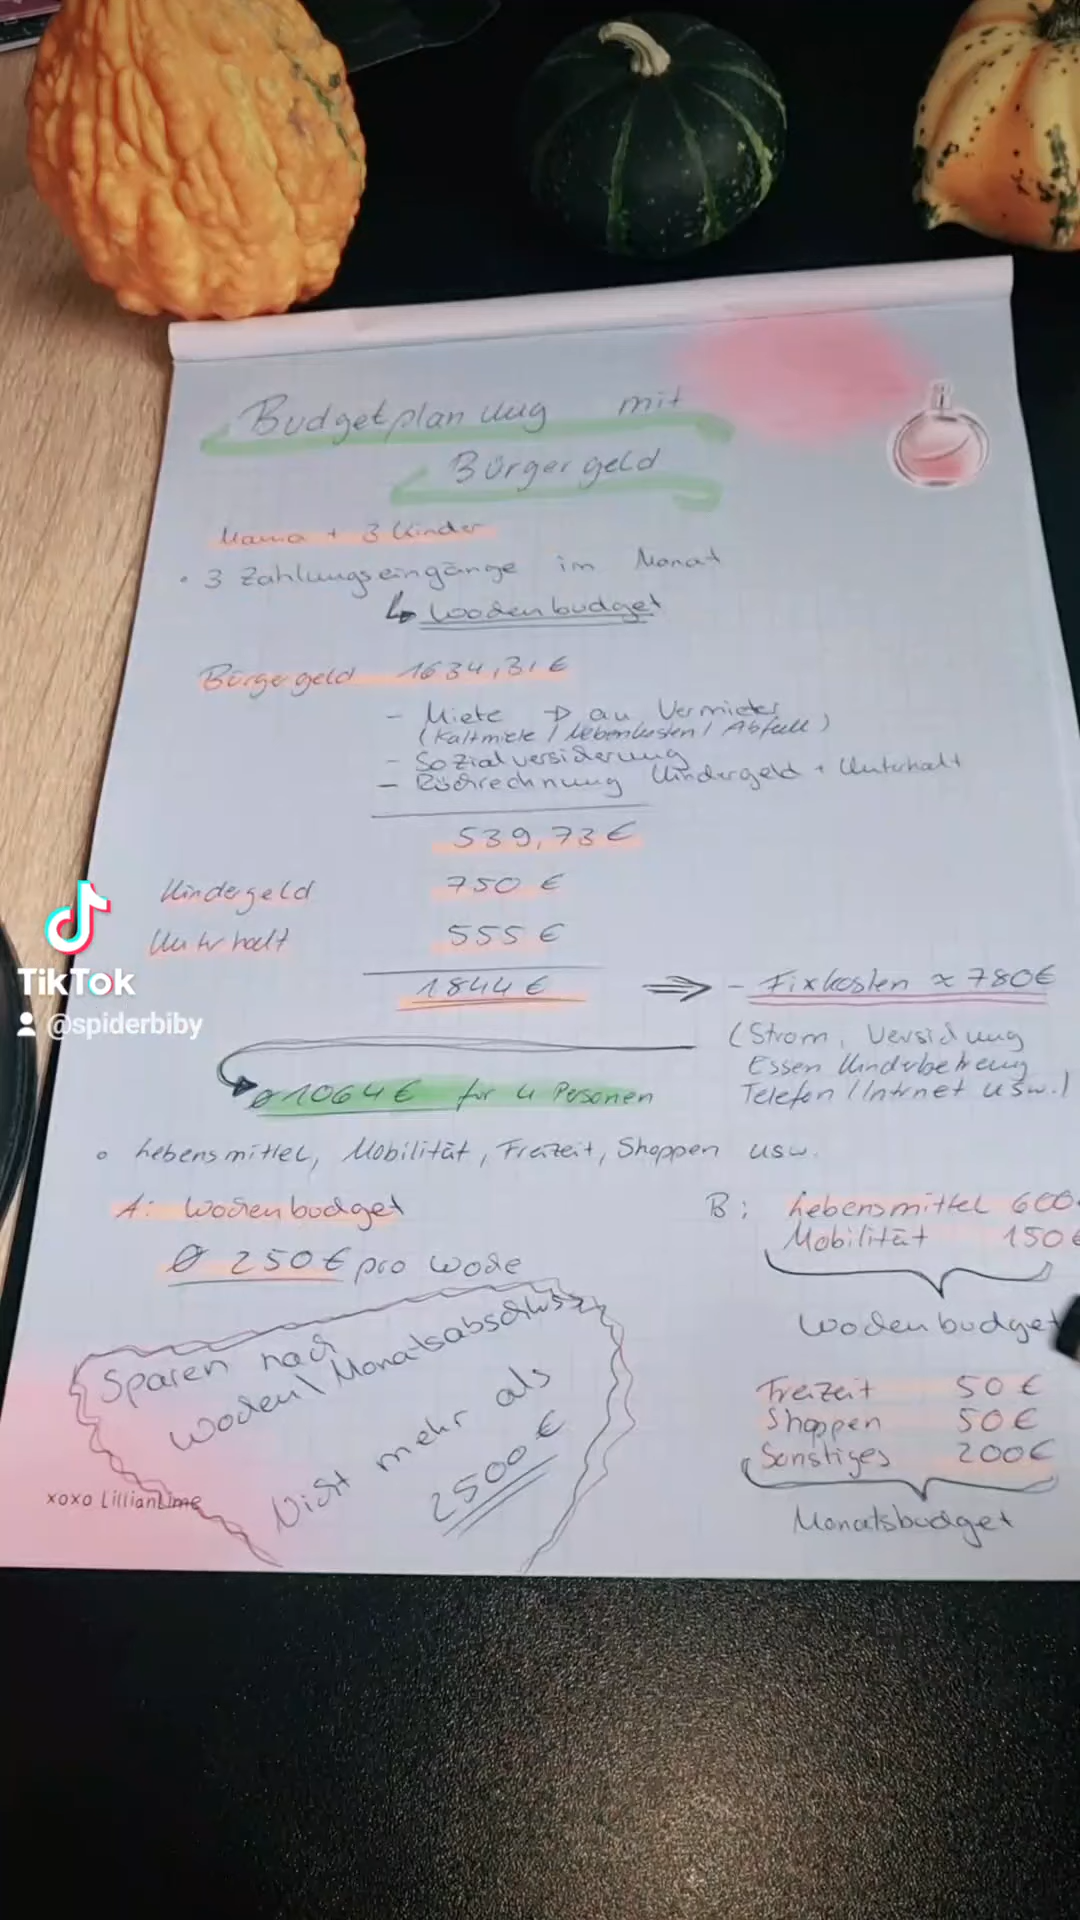 Budgetplanung mit
Bürgergeld
Mama + 3 Kinder
• 3 Zahlungseingänge im Monat
↳ Wochenbudget
Bürgergeld 1634,31€
- Miete → an Vermieter
(Kaltmiete / Nebenkosten / Abfall)
- Sozialversicherung
- Rückrechnung Kindergeld + Unterhalt
539,73€
Kindergeld 750 €
Unterhalt 555 €
1844 € ⇒ - Fixkosten ≈ 780€
(Strom, Versichung
Essen Kinderbetreug
Telefon / Intrnet usw.)
ø 1064€ für 4 Personen
• Lebensmittel, Mobilität, Freizeit, Shoppen usw.
A: Wochenbudget
Ø 250€ pro Woche
Sparen nach
Wochen \ Monatsabschluss
Nicht mehr als
2500 €
B: Lebensmittel 600
Mobilität 150€
Wochenbudget
Freizeit 50€
Shoppen 50€
Sonstiges 200€
Monatsbudget
xoxo LillianLime
TikTok
@spiderbiby